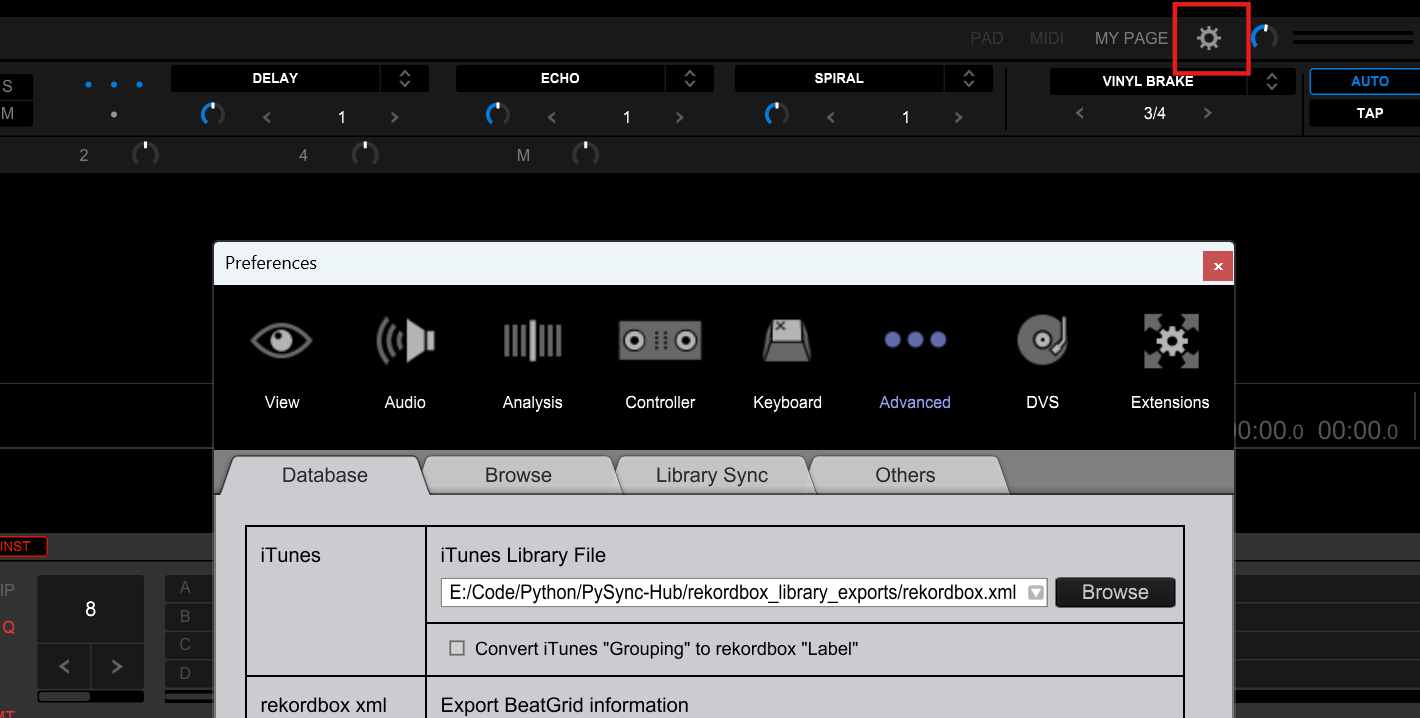 PAD MIDI MY PAGE
S DELAY ECHO SPIRAL VINYL BRAKE AUTO
M 1 1 1 3/4 TAP
2 4 M
Preferences
View Audio Analysis Controller Keyboard Advanced DVS Extensions
00:00.0 00:00.0
Database Browse Library Sync Others
INST
iTunes iTunes Library File
E:/Code/Python/PySync-Hub/rekordbox_library_exports/rekordbox.xml Browse
IP 8 A
B
Q
C
Convert iTunes "Grouping" to rekordbox "Label"
D
rekordbox xml Export BeatGrid information
MT